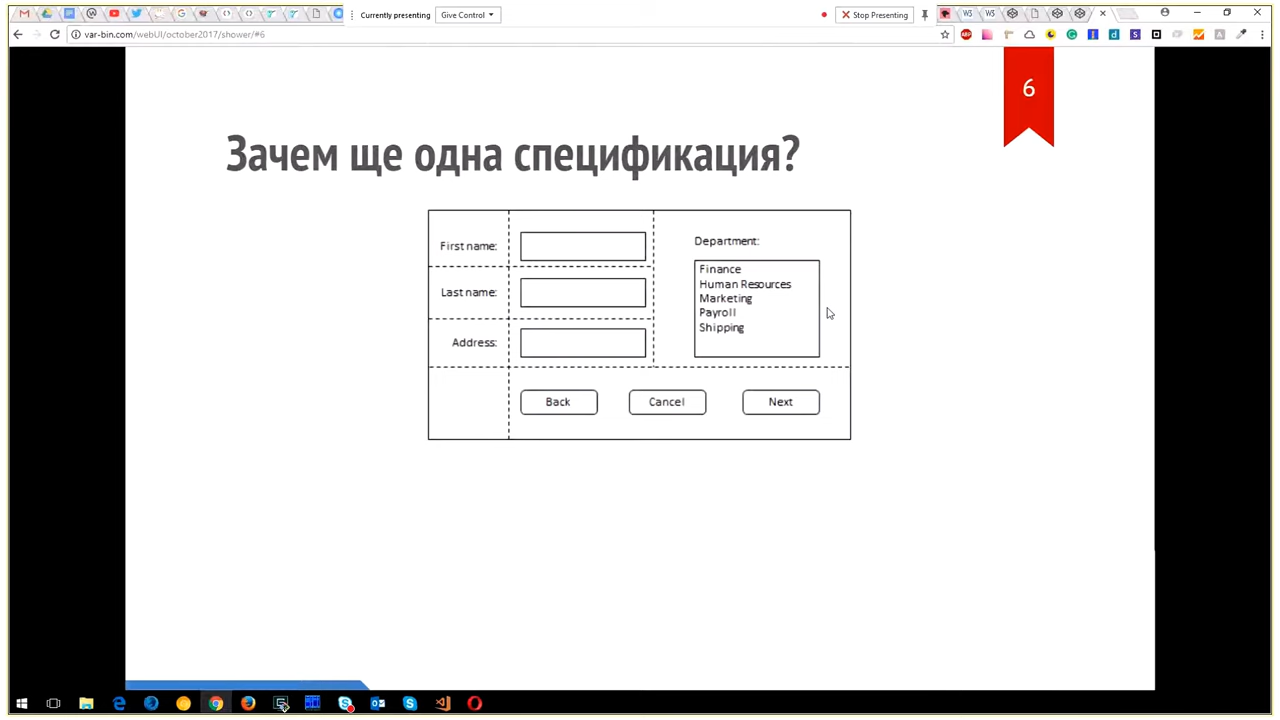 Currently presenting
Give Control
Stop Presenting
var-bin.com/webUI/october2017/shower/#6
6
Зачем ще одна спецификация?
First name:
Last name:
Address:
Department:
Finance
Human Resources
Marketing
Payroll
Shipping
Back
Cancel
Next